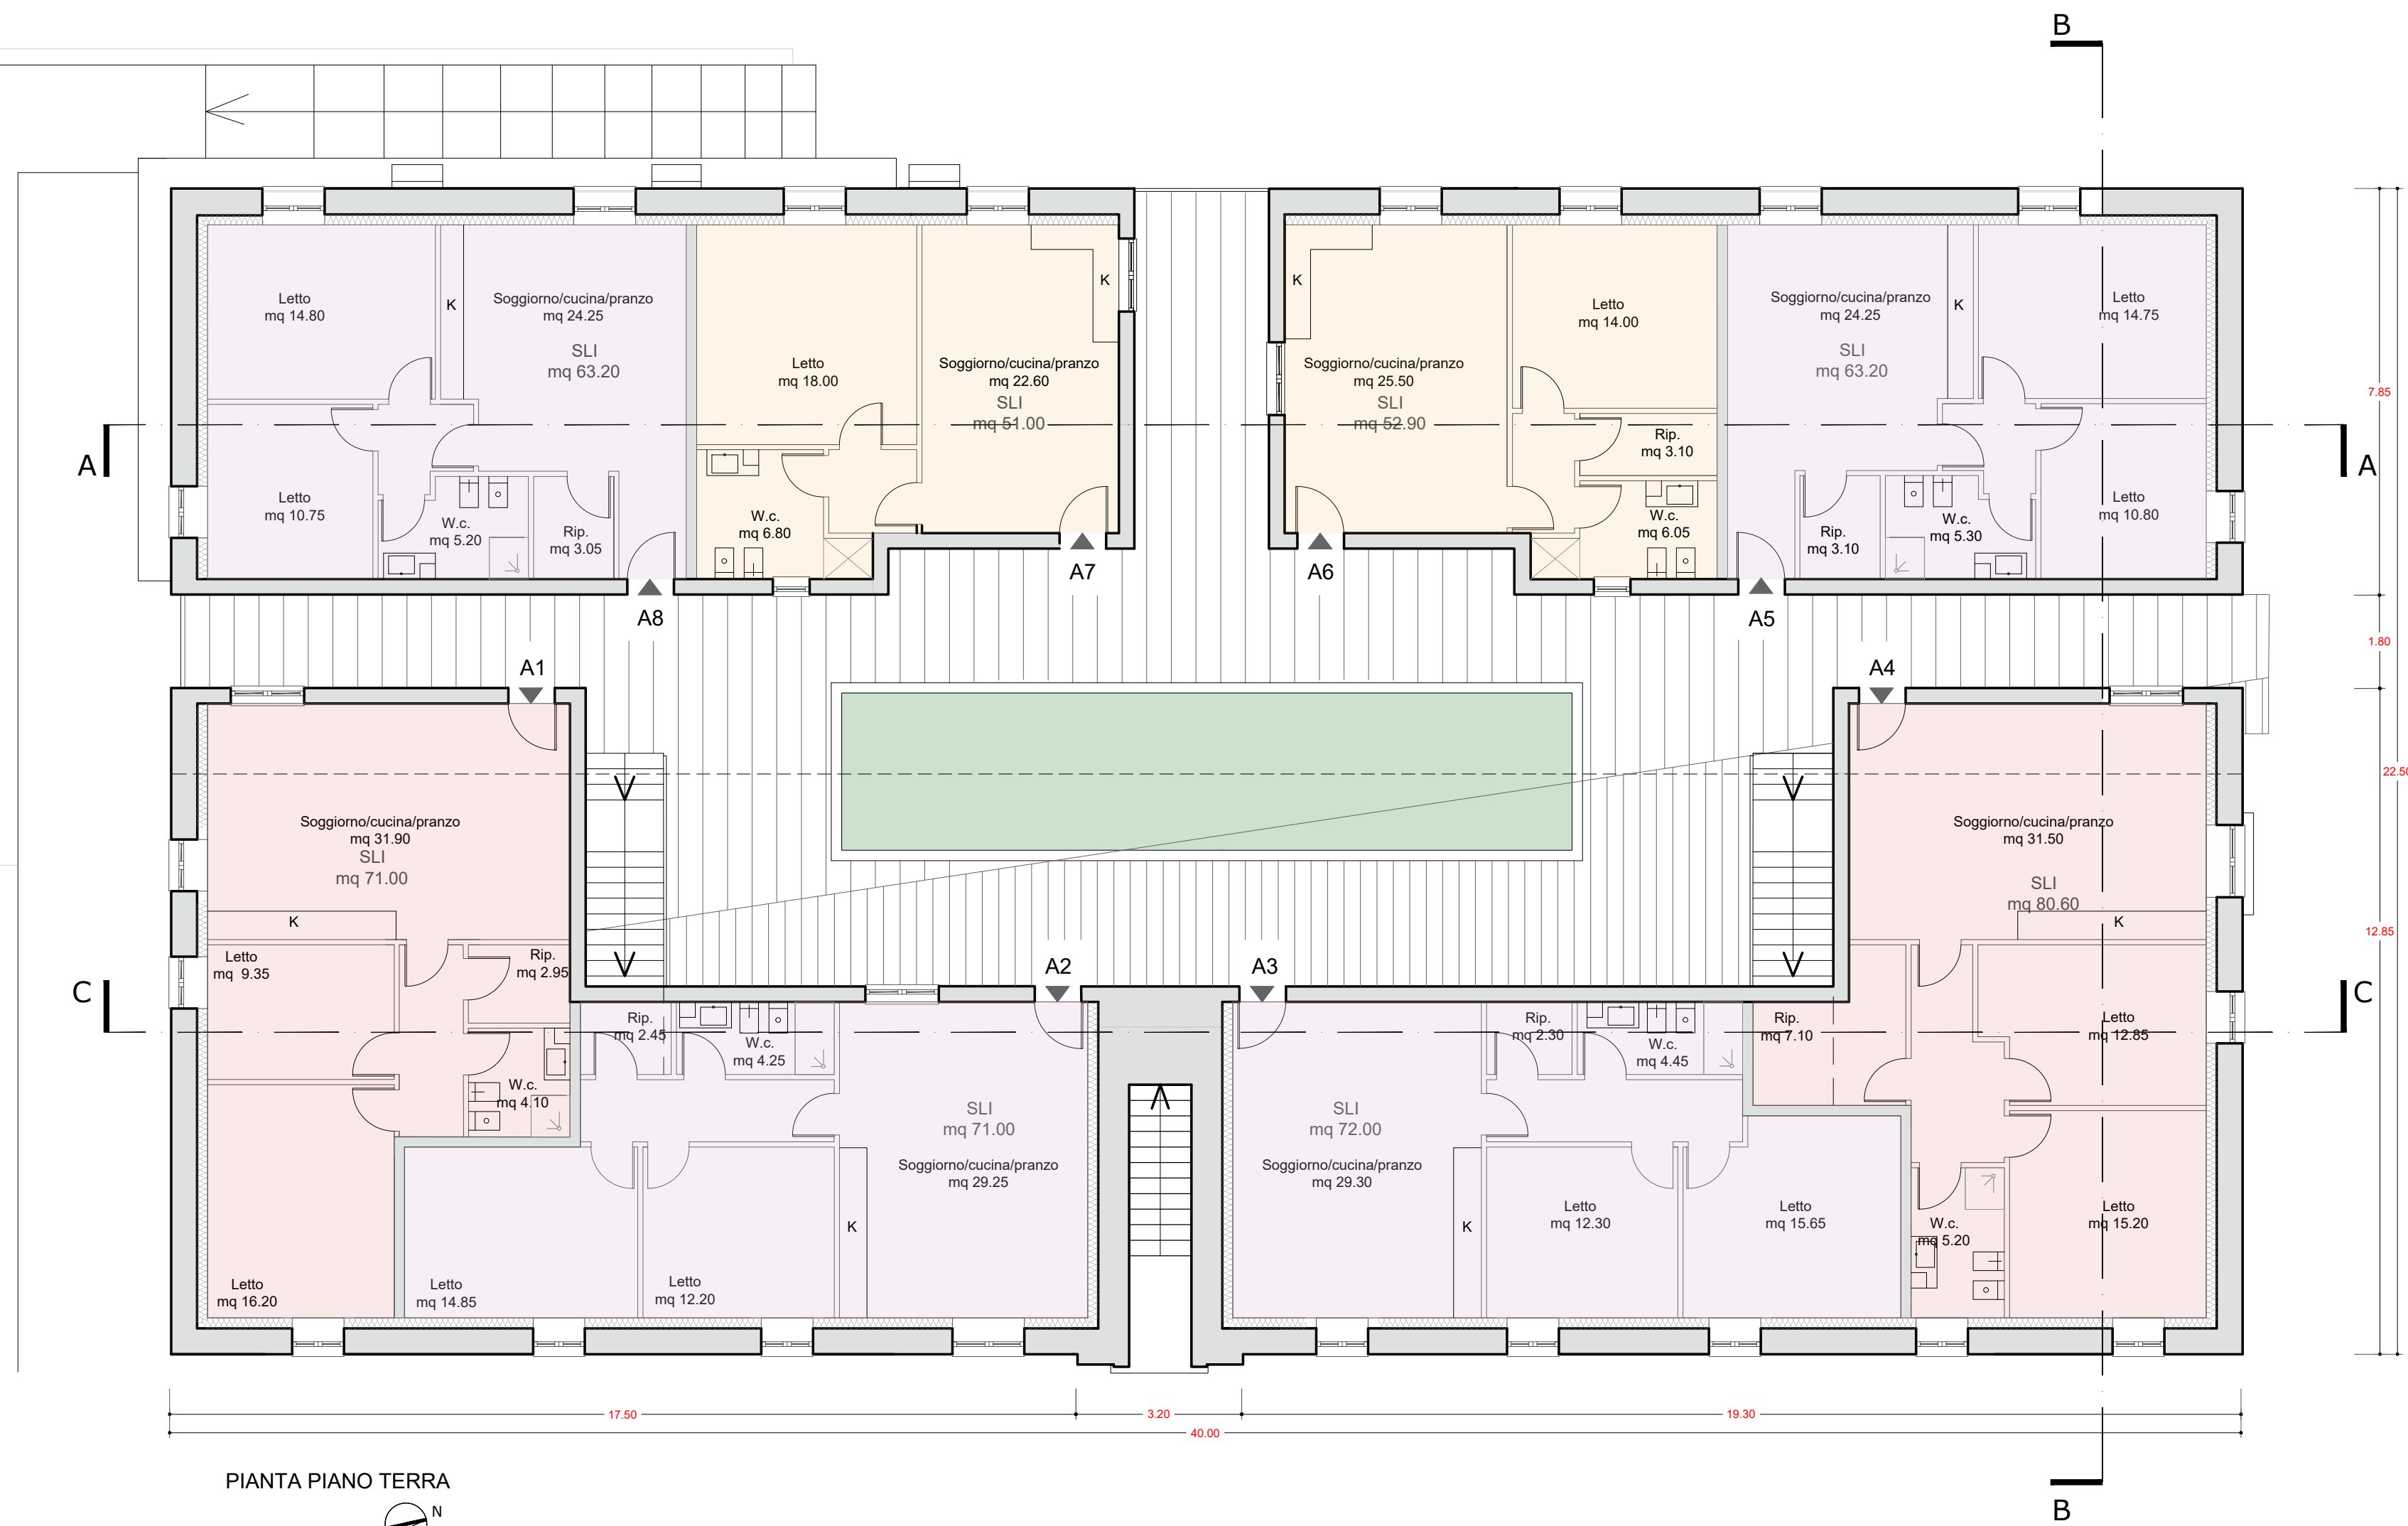 B
Letto
mq 14.80
K
Soggiorno/cucina/pranzo
mq 24.25
SLI
mq 63.20
Letto
mq 18.00
K
Soggiorno/cucina/pranzo
mq 22.60
SLI
mq 51.00
K
Soggiorno/cucina/pranzo
mq 25.50
SLI
mq 52.90
Letto
mq 14.00
Soggiorno/cucina/pranzo
mq 24.25
SLI
mq 63.20
K
Letto
mq 14.75
7.85
A
A
Letto
mq 10.75
W.c.
mq 5.20
Rip.
mq 3.05
W.c.
mq 6.80
Rip.
mq 3.10
W.c.
mq 6.05
Rip.
mq 3.10
W.c.
mq 5.30
Letto
mq 10.80
A8
A7
A6
A5
1.80
A1
A4
22.50
Soggiorno/cucina/pranzo
mq 31.90
SLI
mq 71.00
K
Soggiorno/cucina/pranzo
mq 31.50
SLI
mq 80.60
K
12.85
Letto
mq 9.35
Rip.
mq 2.95
A2
A3
C
C
Rip.
mq 2.45
W.c.
mq 4.25
Rip.
mq 2.30
W.c.
mq 4.45
Rip.
mq 7.10
Letto
mq 12.85
W.c.
mq 4.10
SLI
mq 71.00
Soggiorno/cucina/pranzo
mq 29.25
SLI
mq 72.00
Soggiorno/cucina/pranzo
mq 29.30
K
K
Letto
mq 12.30
Letto
mq 15.65
W.c.
mq 5.20
Letto
mq 15.20
Letto
mq 16.20
Letto
mq 14.85
Letto
mq 12.20
17.50
3.20
19.30
40.00
PIANTA PIANO TERRA
N
B